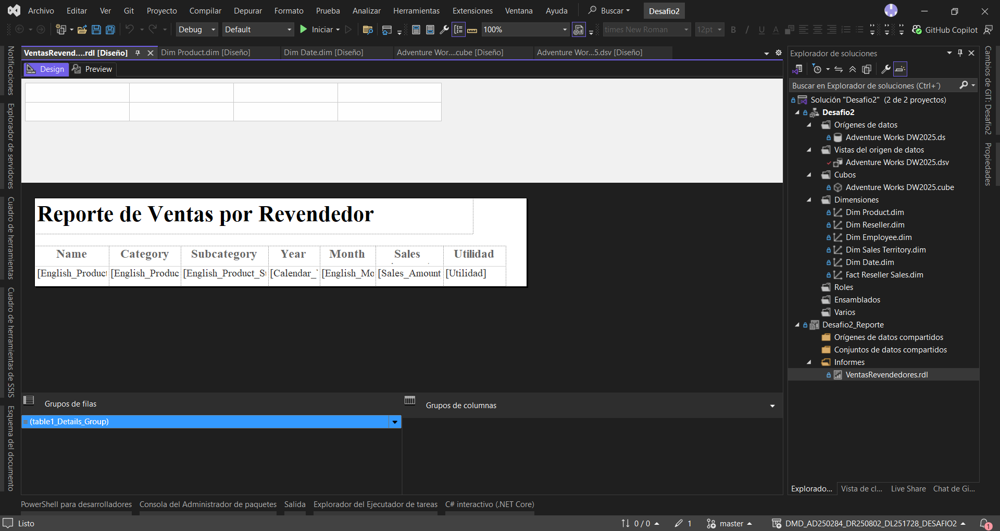 Archivo Editar Ver Git Proyecto Compilar Depurar Formato Prueba Analizar Herramientas Extensiones Ventana Ayuda Buscar Desafio2
Debug Default Iniciar 100% times New Roman 12pt B I U A GitHub Copilot
VentasRevend....rdl [Diseño] Dim Product.dim [Diseño] Dim Date.dim [Diseño] Adventure Wor....cube [Diseño] Adventure Wor...5.dsv [Diseño]
Design Preview
Notificaciones
Explorador de servidores
Cuadro de herramientas
Cuadro de herramientas de SSIS
Esquema del documento
Reporte de Ventas por Revendedor
Name Category Subcategory Year Month Sales Utilidad
[English_Product [English_Produc [English_Product_Su [Calendar_ [English_Mo [Sales_Amount [Utilidad]
Grupos de filas
Grupos de columnas
(table1_Details_Group)
Explorador de soluciones
Buscar en Explorador de soluciones (Ctrl+´)
Solución "Desafio2" (2 de 2 proyectos)
Desafio2
Orígenes de datos
Adventure Works DW2025.ds
Vistas del origen de datos
Adventure Works DW2025.dsv
Cubos
Adventure Works DW2025.cube
Dimensiones
Dim Product.dim
Dim Reseller.dim
Dim Employee.dim
Dim Sales Territory.dim
Dim Date.dim
Fact Reseller Sales.dim
Roles
Ensamblados
Varios
Desafio2_Reporte
Orígenes de datos compartidos
Conjuntos de datos compartidos
Informes
VentasRevendedores.rdl
Explorado... Vista de cl... Live Share Chat de Gi...
Cambios de GIT: Desafio2
Propiedades
PowerShell para desarrolladores Consola del Administrador de paquetes Salida Explorador del Ejecutador de tareas C# interactivo (.NET Core)
Listo 0 / 0 1 master DMD_AD250284_DR250802_DL251728_DESAFIO2 1